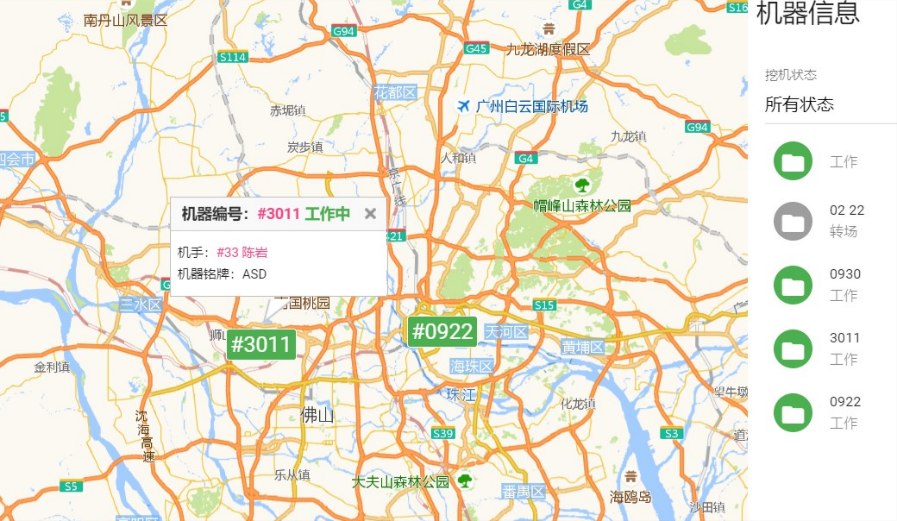 南丹山风景区
G4
S16
G94
G45
九龙湖度假区
S114
花都区
广州白云国际机场
赤坭镇
G94
九龙镇
炭步镇
人和镇
G4
四会市
京广线
帽峰山森林公园
机器编号：#3011 工作中
机手：#33 陈岩
机器铭牌：ASD
三水区
南国桃园
S15
#3011
#0922
天河区
黄埔区
海珠区
金利镇
珠江
沈海高速
佛山
化龙镇
S39
S3
乐从镇
大夫山森林公园
S5
番禺区
海鸥岛
沙田镇
机器信息
挖机状态
所有状态
工作
02 22
转场
0930
工作
3011
工作
0922
工作